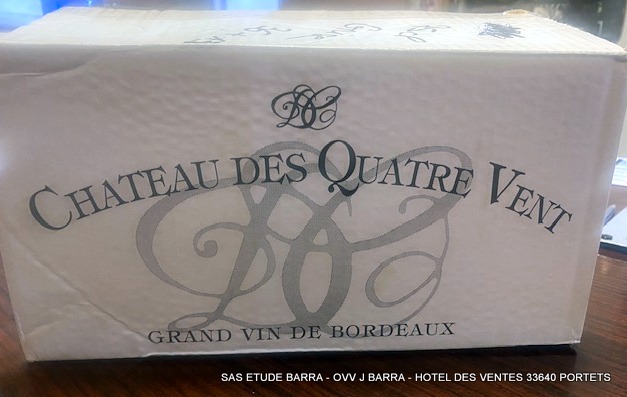 CHATEAU DES QUATRE VENT
GRAND VIN DE BORDEAUX
SAS ETUDE BARRA - OVV J BARRA - HOTEL DES VENTES 33640 PORTETS